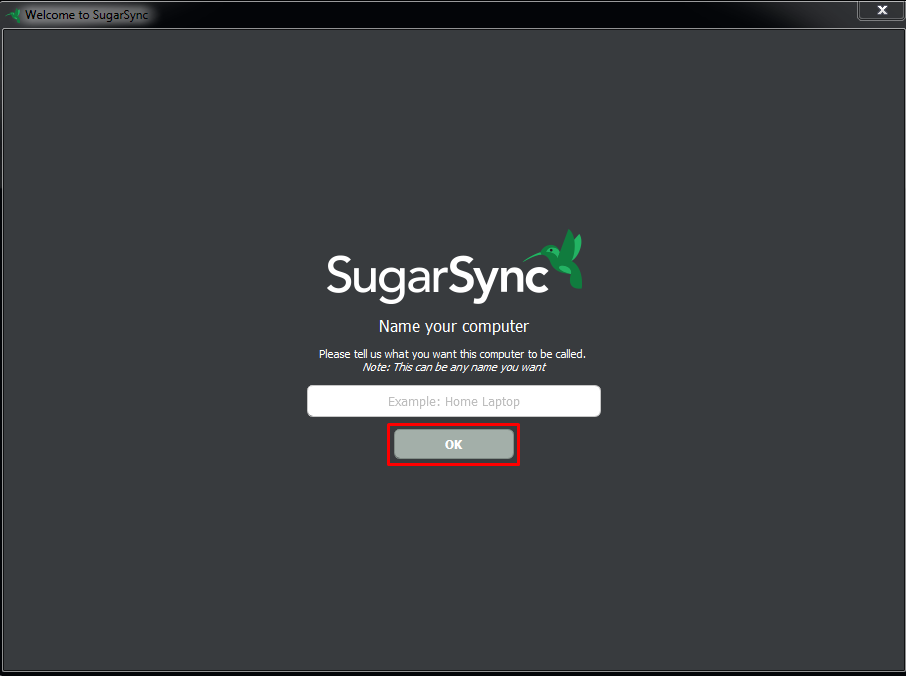 Welcome to SugarSync
SugarSync
Name your computer
Please tell us what you want this computer to be called.
Note: This can be any name you want
Example: Home Laptop
OK